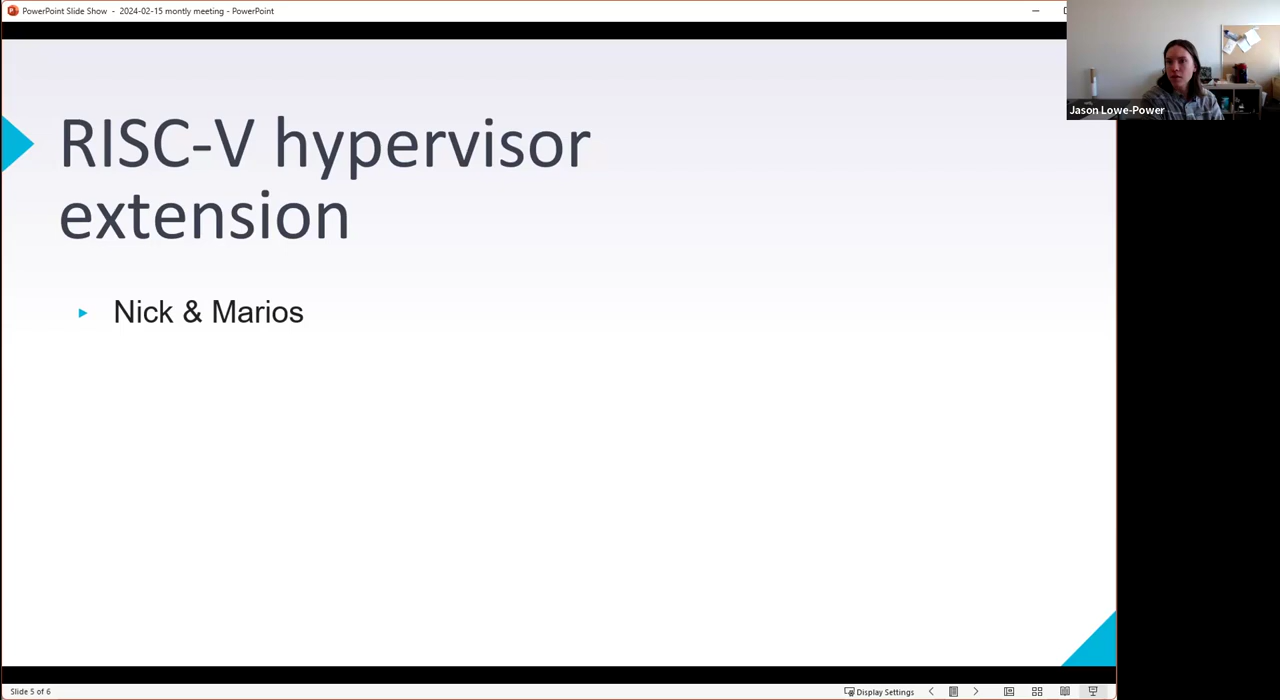 PowerPoint Slide Show - 2024-02-15 montly meeting - PowerPoint
Jason Lowe-Power
RISC-V hypervisor
extension
Nick & Marios
Slide 5 of 6
Display Settings